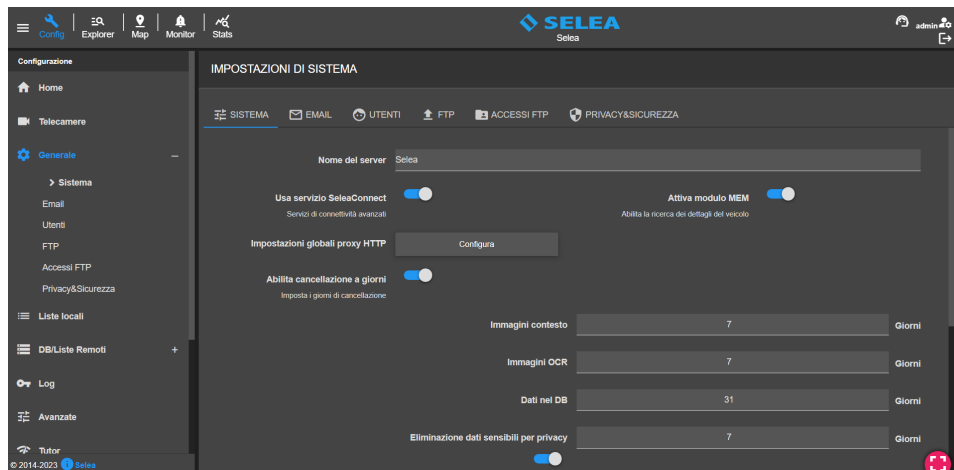 Config
Explorer
Map
Monitor
Stats
SELEA
Selea
admin
Configurazione
Home
Telecamere
Generale
Sistema
Email
Utenti
FTP
Accessi FTP
Privacy&Sicurezza
Liste locali
DB/Liste Remoti
Log
Avanzate
Tutor
© 2014-2023 Selea
IMPOSTAZIONI DI SISTEMA
SISTEMA EMAIL UTENTI FTP ACCESSI FTP PRIVACY&SICUREZZA
Nome del server Selea
Usa servizio SeleaConnect
Servizi di connettività avanzati
Attiva modulo MEM
Abilita la ricerca dei dettagli del veicolo
Impostazioni globali proxy HTTP Configura
Abilita cancellazione a giorni
Imposta i giorni di cancellazione
Immagini contesto 7 Giorni
Immagini OCR 7 Giorni
Dati nel DB 31 Giorni
Eliminazione dati sensibili per privacy 7 Giorni